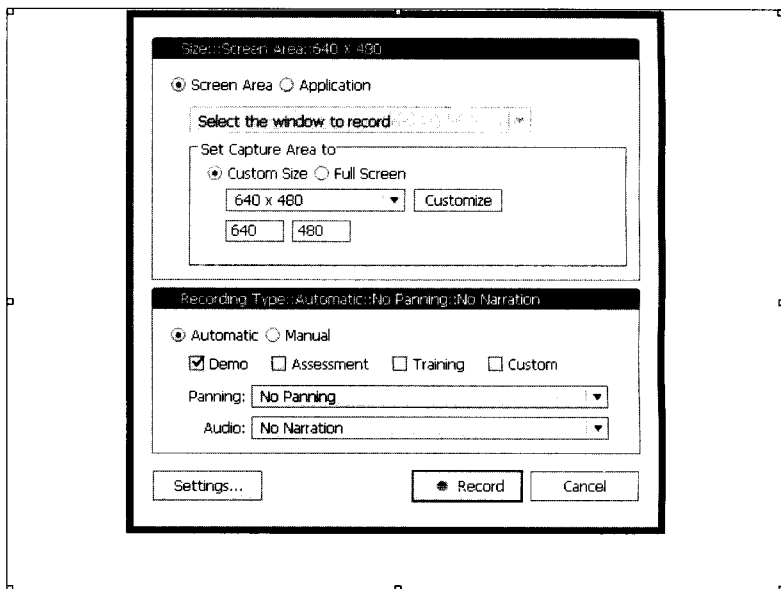 Size:::Screen Area::640 X 480
Screen Area Application
Select the window to record
Set Capture Area to
Custom Size Full Screen
640 x 480 Customize
640 480
Recording Type::Automatic::No Panning::No Narration
Automatic Manual
Demo Assessment Training Custom
Panning: No Panning
Audio: No Narration
Settings... Record Cancel